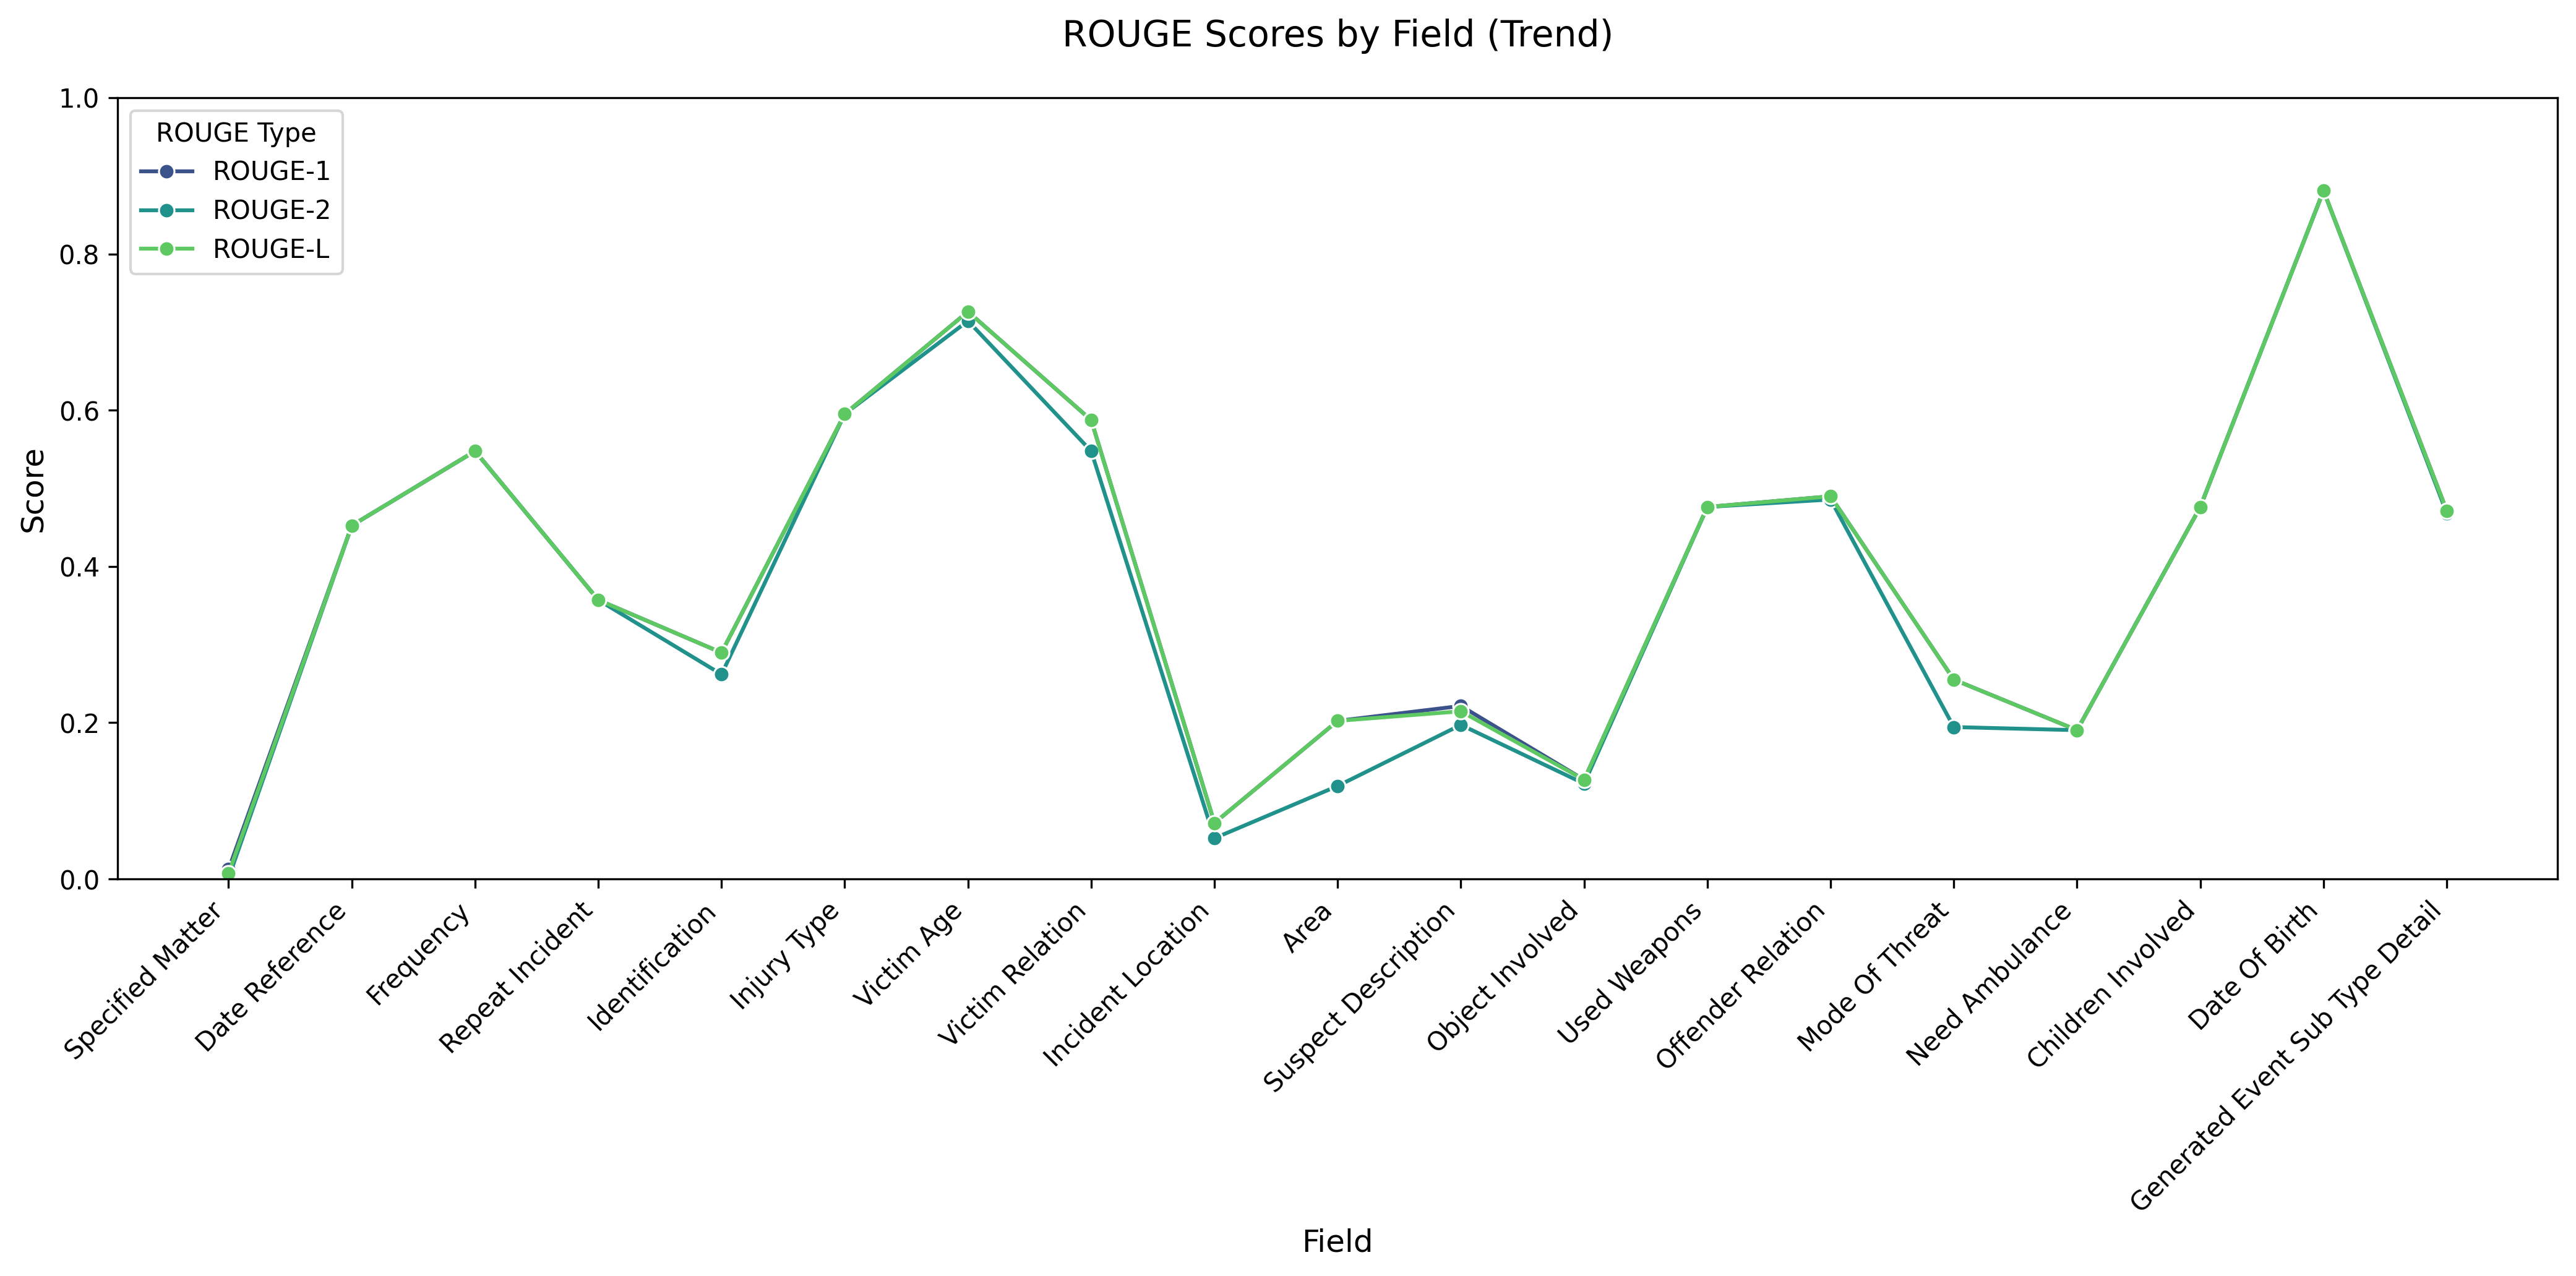 ROUGE Scores by Field (Trend)
ROUGE Type
ROUGE-1
ROUGE-2
ROUGE-L
Score
1.0
0.8
0.6
0.4
0.2
0.0
Specified Matter
Date Reference
Frequency
Repeat Incident
Identification
Injury Type
Victim Age
Victim Relation
Incident Location
Area
Suspect Description
Object Involved
Used Weapons
Offender Relation
Mode Of Threat
Need Ambulance
Children Involved
Date Of Birth
Generated Event Sub Type Detail
Field